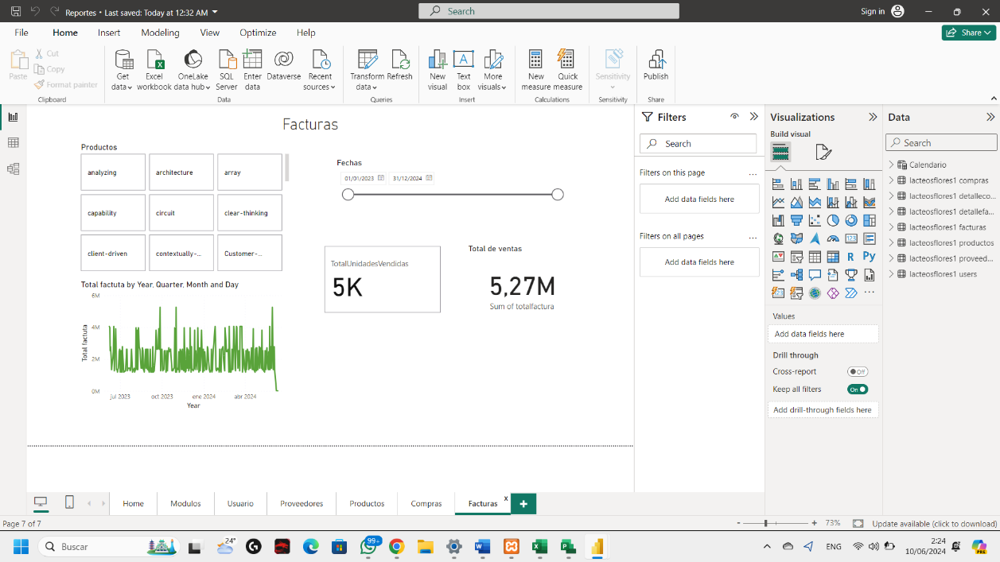 Reportes • Last saved: Today at 12:32 AM
Search
Sign in
File
Home
Insert
Modeling
View
Optimize
Help
Share
Paste
Cut
Copy
Format painter
Clipboard
Get data
Excel workbook
OneLake data hub
SQL Server
Enter data
Dataverse
Recent sources
Data
Transform data
Refresh
Queries
New visual
Text box
More visuals
Insert
New measure
Quick measure
Calculations
Sensitivity
Sensitivity
Publish
Share
Facturas
Productos
analyzing
architecture
array
capability
circuit
clear-thinking
client-driven
contextually-...
Customer-...
Fechas
01/01/2023
31/12/2024
TotalUnidadesVendidas
5K
Total de ventas
5,27M
Sum of totalfactura
Total factuta by Year, Quarter, Month and Day
6M
4M
2M
0M
Total factuta
jul 2023
oct 2023
ene 2024
abr 2024
Year
Filters
Search
Filters on this page
...
Add data fields here
Filters on all pages
...
Add data fields here
Visualizations
Build visual
123
R
Py
...
Values
Add data fields here
Drill through
Cross-report
Off
Keep all filters
On
Add drill-through fields here
Data
Search
Calendario
lacteosflores1 compras
lacteosflores1 detalleco...
lacteosflores1 detallefa...
lacteosflores1 facturas
lacteosflores1 productos
lacteosflores1 proveed...
lacteosflores1 users
Home
Modulos
Usuario
Proveedores
Productos
Compras
Facturas
x
+
Page 7 of 7
-
+
73%
Update available (click to download)
Buscar
24°
99+
ENG
2:24
10/06/2024
PRE